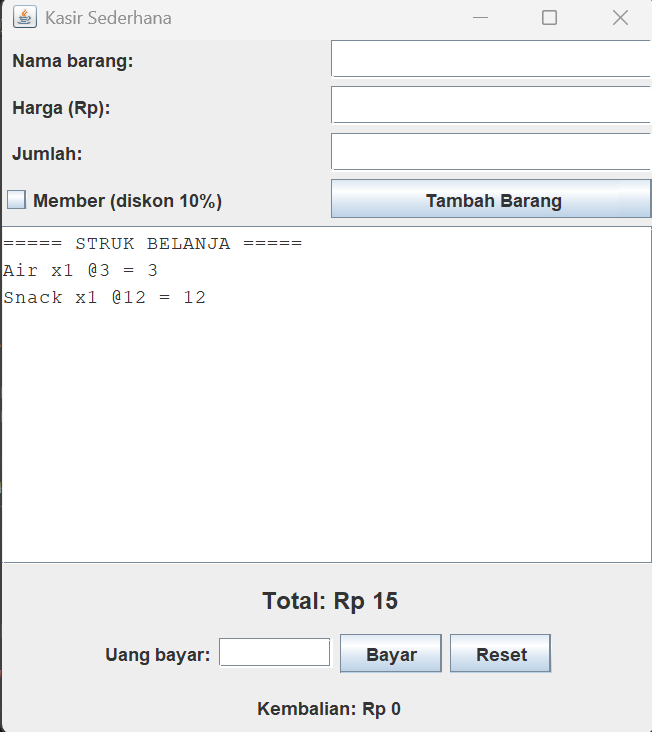 Kasir Sederhana
Nama barang:
Harga (Rp):
Jumlah:
Member (diskon 10%) Tambah Barang
===== STRUK BELANJA =====
Air x1 @3 = 3
Snack x1 @12 = 12
Total: Rp 15
Uang bayar: Bayar Reset
Kembalian: Rp 0